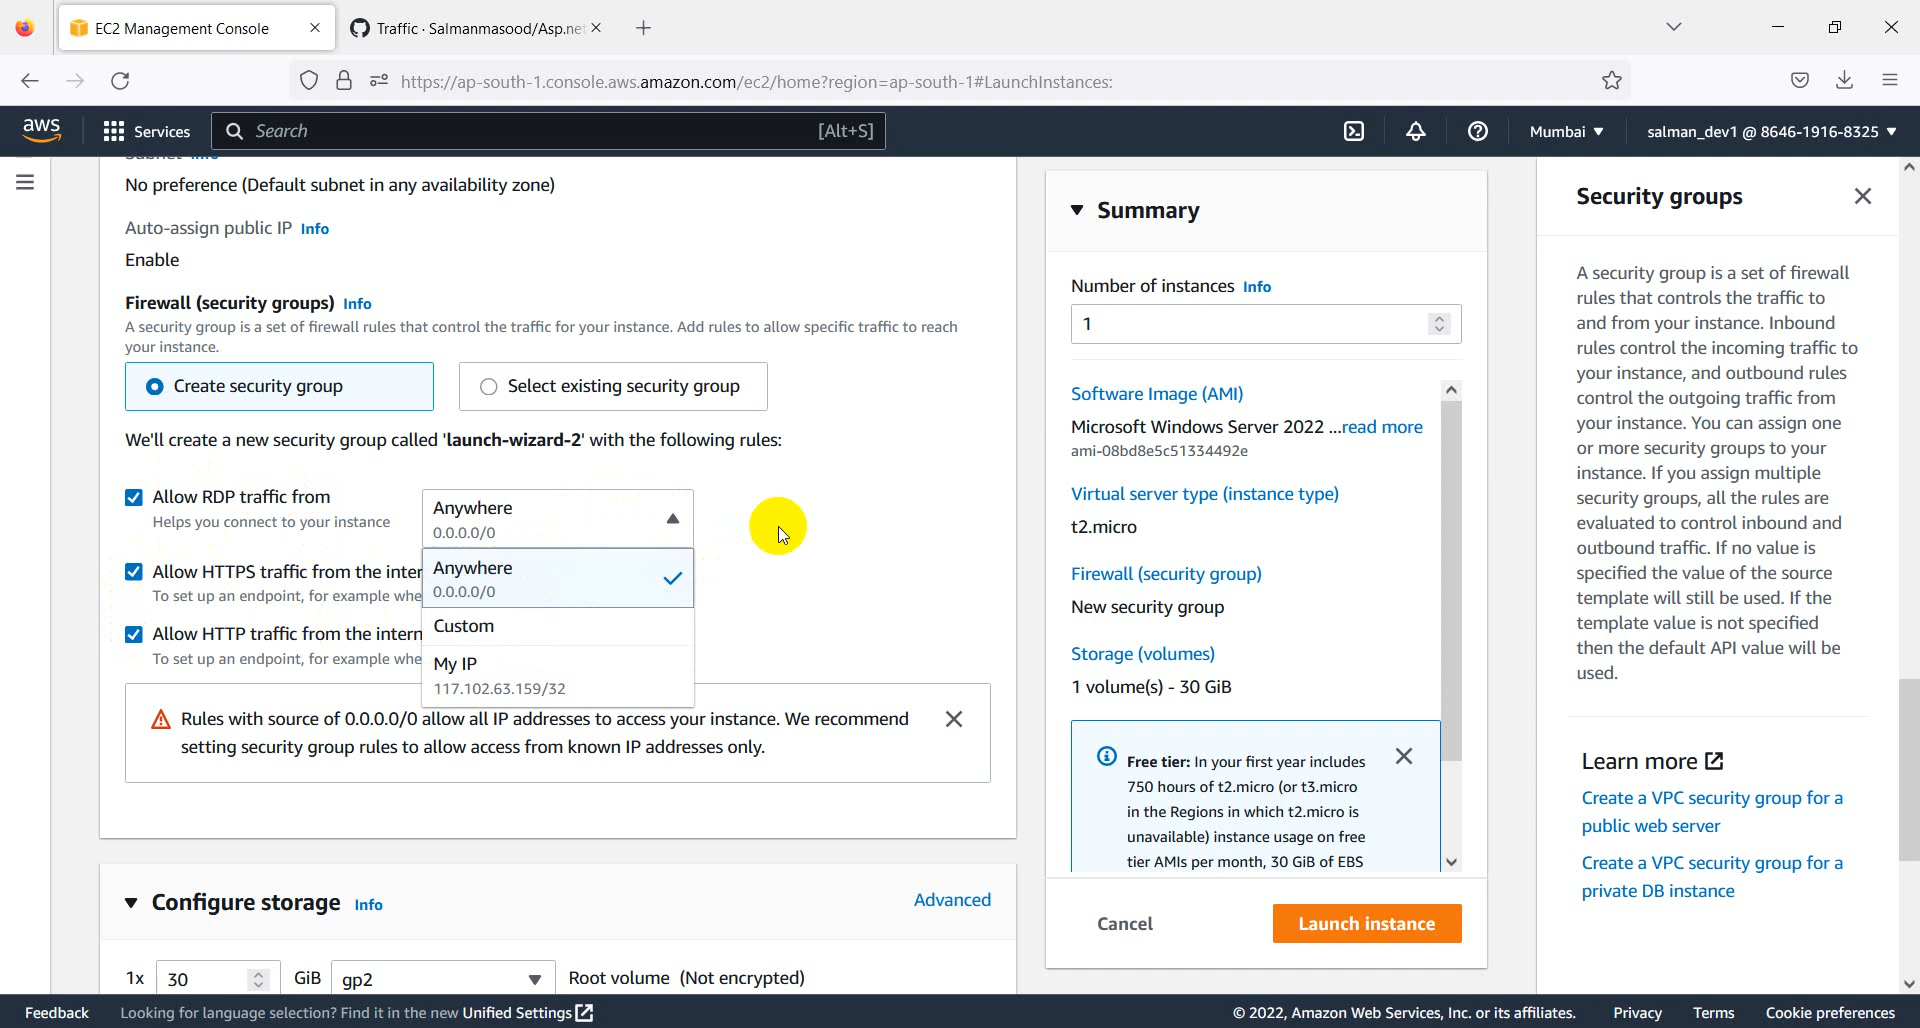 EC2 Management Console
Traffic · Salmanmasood/Asp.net
https://ap-south-1.console.aws.amazon.com/ec2/home?region=ap-south-1#LaunchInstances:
aws
Services
Search
[Alt+S]
Mumbai
salman_dev1 @ 8646-1916-8325
Subnet Info
No preference (Default subnet in any availability zone)
Auto-assign public IP Info
Enable
Firewall (security groups) Info
A security group is a set of firewall rules that control the traffic for your instance. Add rules to allow specific traffic to reach
your instance.
Create security group
Select existing security group
We'll create a new security group called 'launch-wizard-2' with the following rules:
Allow RDP traffic from
Helps you connect to your instance
Anywhere
0.0.0.0/0
Anywhere
0.0.0.0/0
Custom
My IP
117.102.63.159/32
Allow HTTPS traffic from the inter
To set up an endpoint, for example whe
Allow HTTP traffic from the intern
To set up an endpoint, for example whe
Rules with source of 0.0.0.0/0 allow all IP addresses to access your instance. We recommend
setting security group rules to allow access from known IP addresses only.
Configure storage Info
Advanced
1x
30
GiB
gp2
Root volume (Not encrypted)
Summary
Number of instances Info
1
Software Image (AMI)
Microsoft Windows Server 2022 ...read more
ami-08bd8e5c51334492e
Virtual server type (instance type)
t2.micro
Firewall (security group)
New security group
Storage (volumes)
1 volume(s) - 30 GiB
Free tier: In your first year includes
750 hours of t2.micro (or t3.micro
in the Regions in which t2.micro is
unavailable) instance usage on free
tier AMIs per month, 30 GiB of EBS
Cancel
Launch instance
Security groups
A security group is a set of firewall
rules that controls the traffic to
and from your instance. Inbound
rules control the incoming traffic to
your instance, and outbound rules
control the outgoing traffic from
your instance. You can assign one
or more security groups to your
instance. If you assign multiple
security groups, all the rules are
evaluated to control inbound and
outbound traffic. If no value is
specified the value of the source
template will still be used. If the
template value is not specified
then the default API value will be
used.
Learn more
Create a VPC security group for a
public web server
Create a VPC security group for a
private DB instance
Feedback
Looking for language selection? Find it in the new Unified Settings
© 2022, Amazon Web Services, Inc. or its affiliates.
Privacy
Terms
Cookie preferences